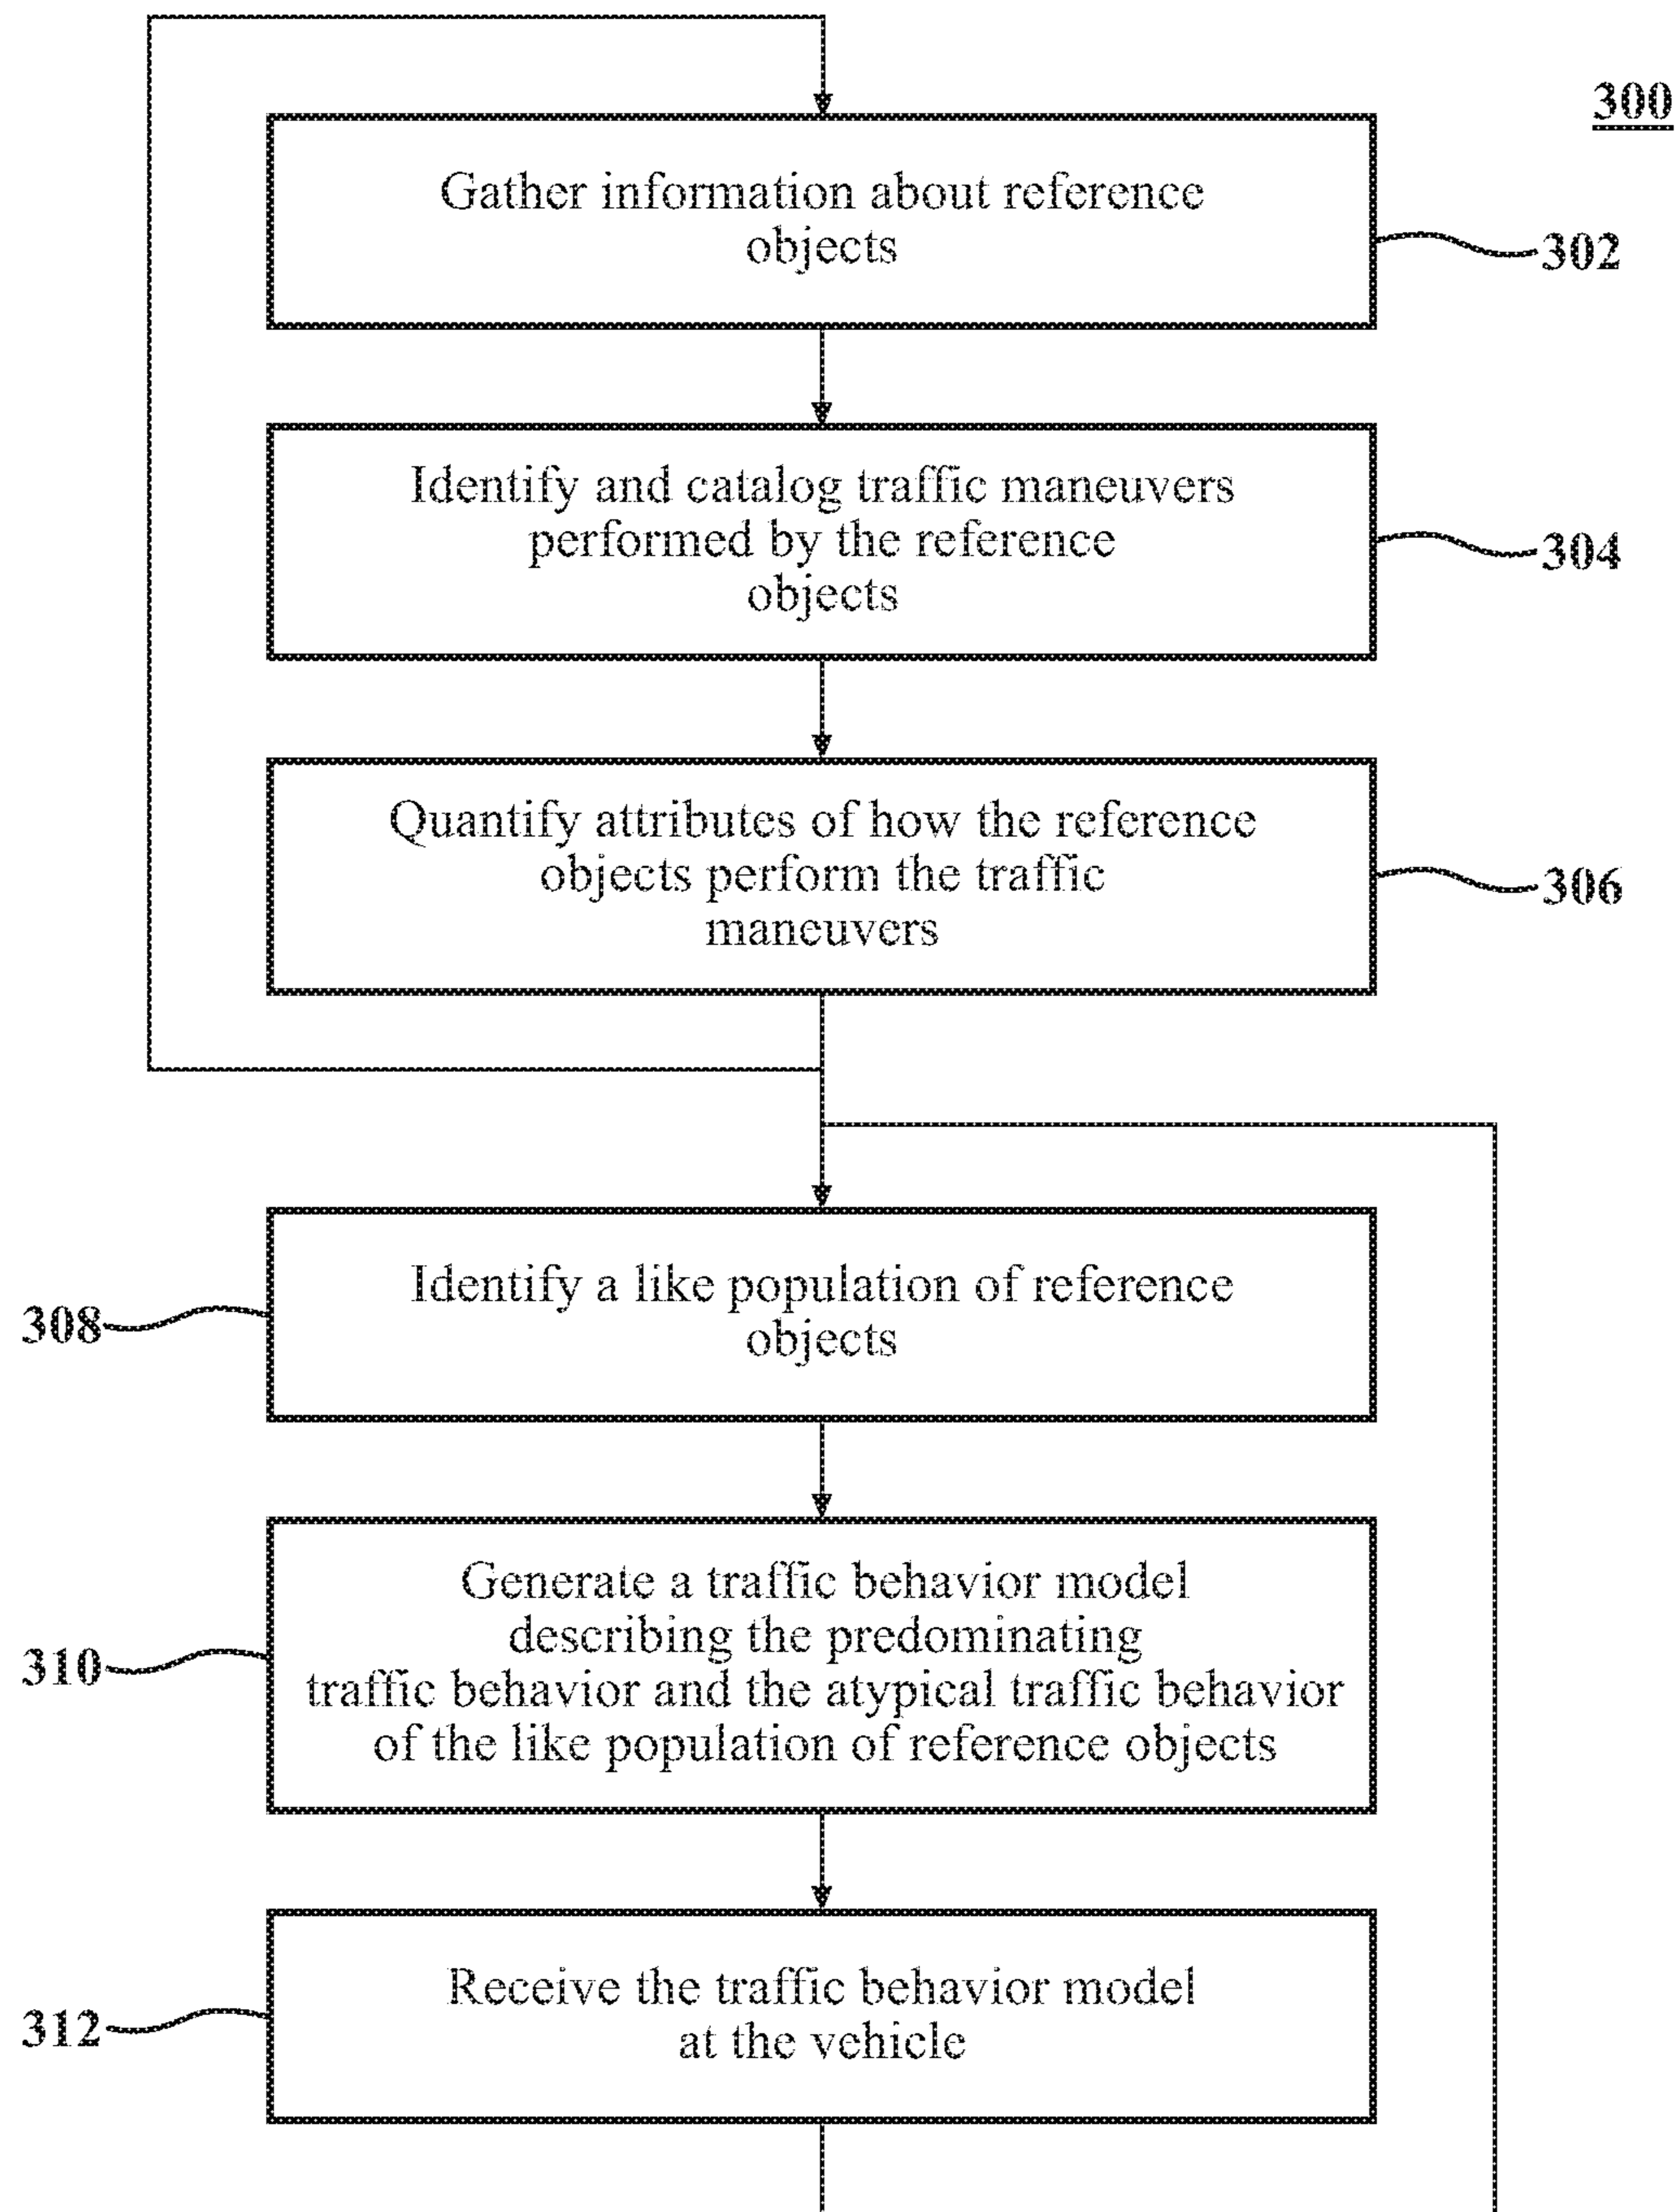 300
Gather information about reference
objects
302
Identify and catalog traffic maneuvers
performed by the reference
objects
304
Quantify attributes of how the reference
objects perform the traffic
maneuvers
306
Identify a like population of reference
objects
308
Generate a traffic behavior model
describing the predominating
traffic behavior and the atypical traffic behavior
of the like population of reference objects
310
Receive the traffic behavior model
at the vehicle
312